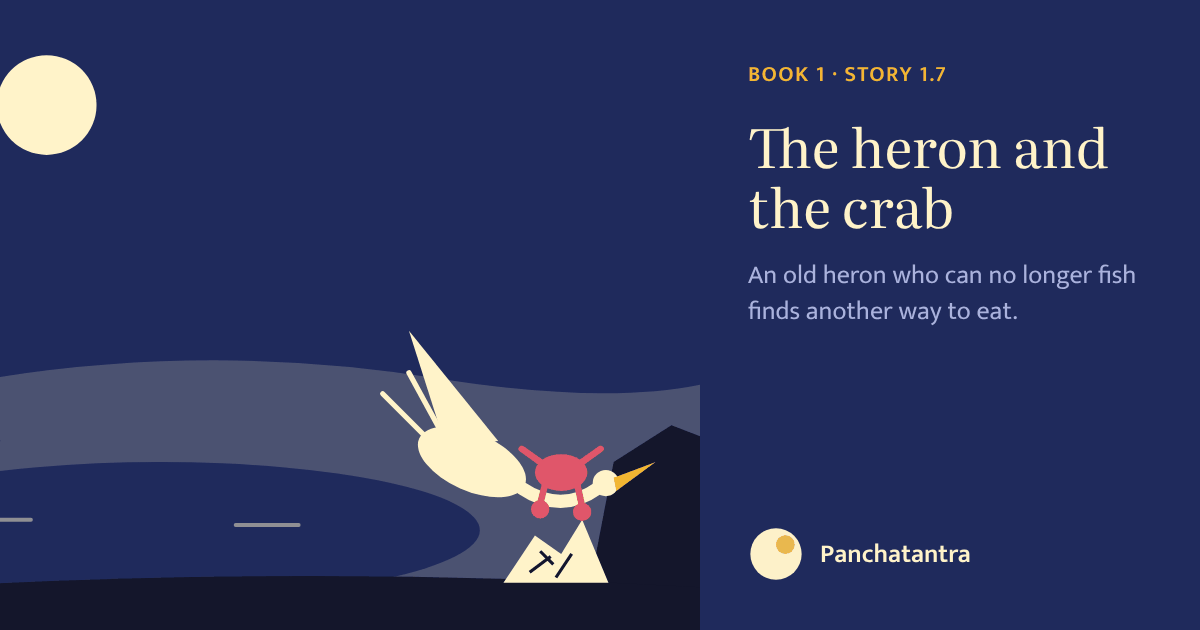 BOOK 1 · STORY 1.7
The heron and
the crab
An old heron who can no longer fish
finds another way to eat.
Panchatantra